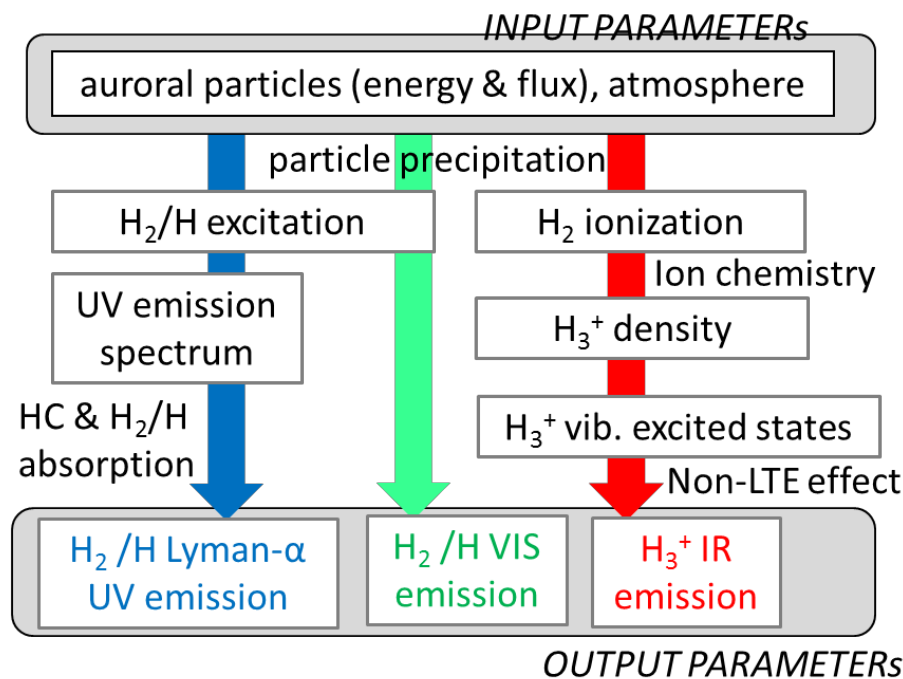 INPUT PARAMETERs
auroral particles (energy & flux), atmosphere
particle precipitation
H₂/H excitation
H₂ ionization
Ion chemistry
UV emission
spectrum
H₃⁺ density
HC & H₂/H
absorption
H₃⁺ vib. excited states
Non-LTE effect
H₂ /H Lyman-α
UV emission
H₂ /H VIS
emission
H₃⁺ IR
emission
OUTPUT PARAMETERs